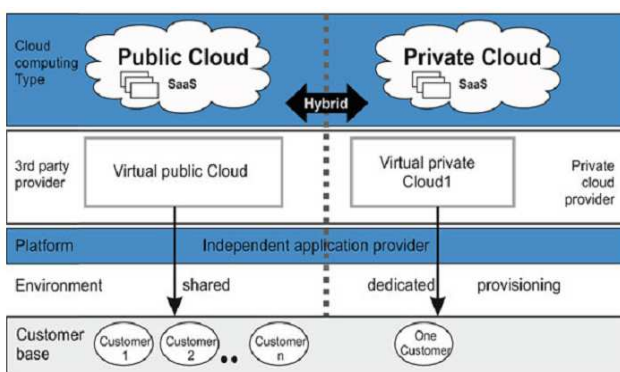 Cloud computing Type
Public Cloud
SaaS
Hybrid
Private Cloud
SaaS
3rd party provider
Virtual public Cloud
Virtual private Cloud1
Private cloud provider
Platform
Independent application provider
Environment
shared
dedicated
provisioning
Customer base
Customer 1
Customer 2
..
Customer n
One Customer